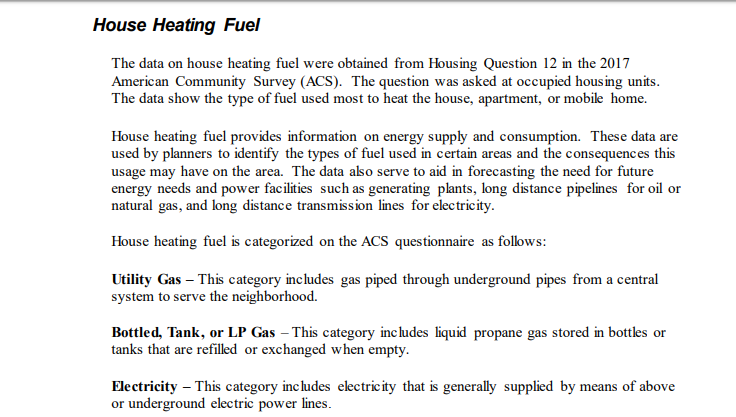 House Heating Fuel
The data on house heating fuel were obtained from Housing Question 12 in the 2017
American Community Survey (ACS). The question was asked at occupied housing units.
The data show the type of fuel used most to heat the house, apartment, or mobile home.
House heating fuel provides information on energy supply and consumption. These data are
used by planners to identify the types of fuel used in certain areas and the consequences this
usage may have on the area. The data also serve to aid in forecasting the need for future
energy needs and power facilities such as generating plants, long distance pipelines for oil or
natural gas, and long distance transmission lines for electricity.
House heating fuel is categorized on the ACS questionnaire as follows:
Utility Gas – This category includes gas piped through underground pipes from a central
system to serve the neighborhood.
Bottled, Tank, or LP Gas – This category includes liquid propane gas stored in bottles or
tanks that are refilled or exchanged when empty.
Electricity – This category includes electricity that is generally supplied by means of above
or underground electric power lines.